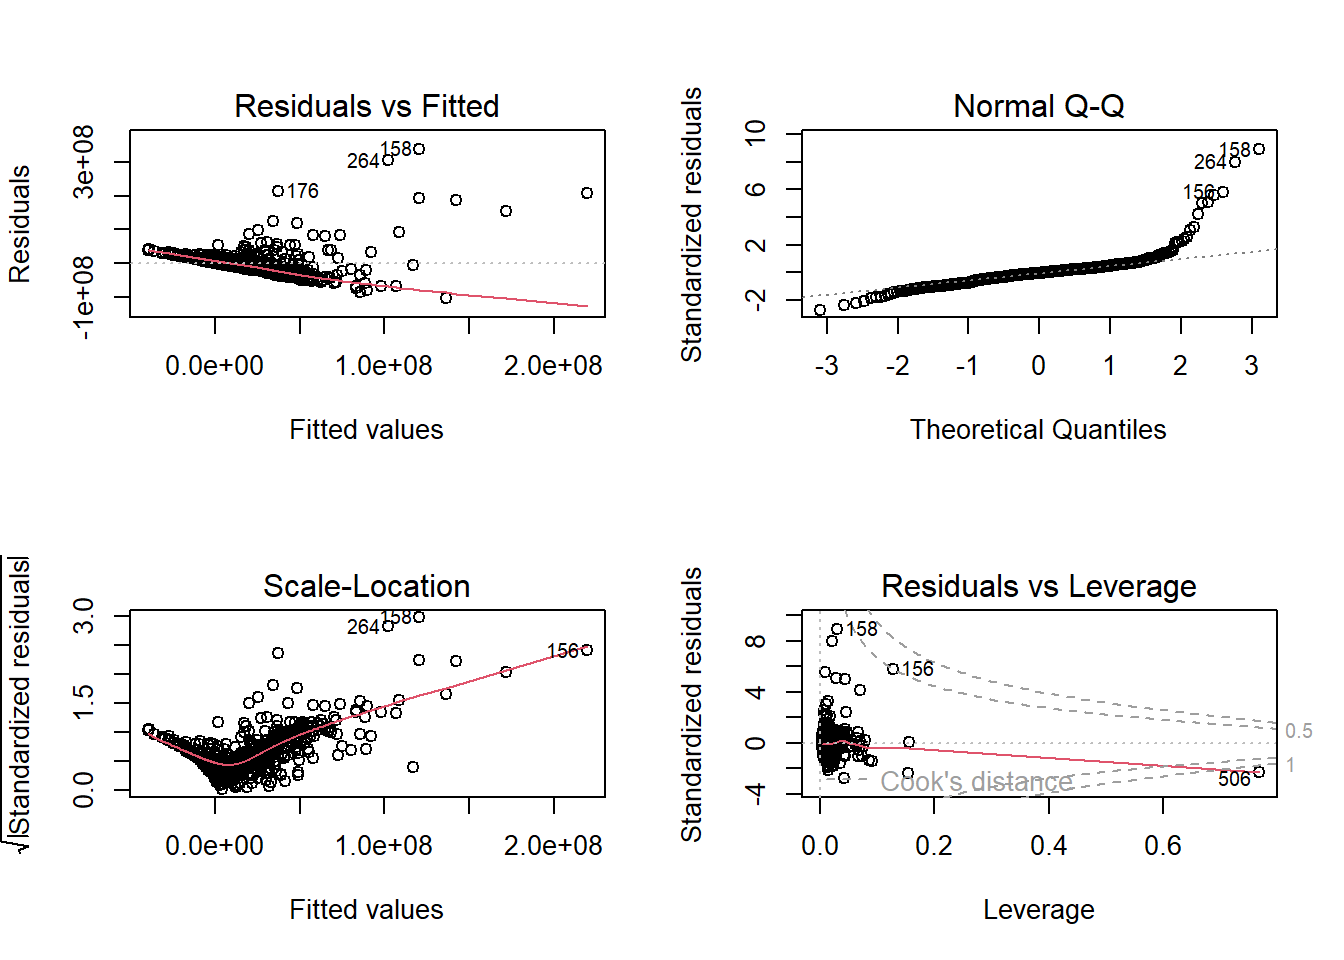 Residuals vs Fitted
Residuals
3e+08
-1e+08
158
264
176
0.0e+00 1.0e+08 2.0e+08
Fitted values
Normal Q-Q
Standardized residuals
10
6
2
-2
158
264
156
-3 -2 -1 0 1 2 3
Theoretical Quantiles
Scale-Location
√|Standardized residuals|
3.0
1.5
0.0
158
264
156
0.0e+00 1.0e+08 2.0e+08
Fitted values
Residuals vs Leverage
Standardized residuals
8
4
0
-4
158
156
0.5
1
506
Cook's distance
0.0 0.2 0.4 0.6
Leverage